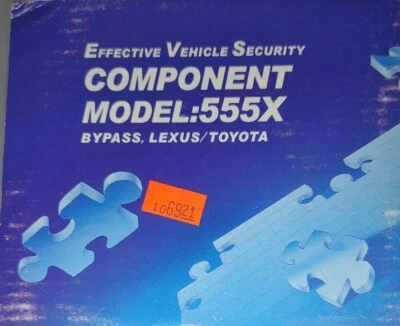 EFFECTIVE VEHICLE SECURITY
COMPONENT
MODEL:555X
BYPASS, LEXUS/TOYOTA
106921